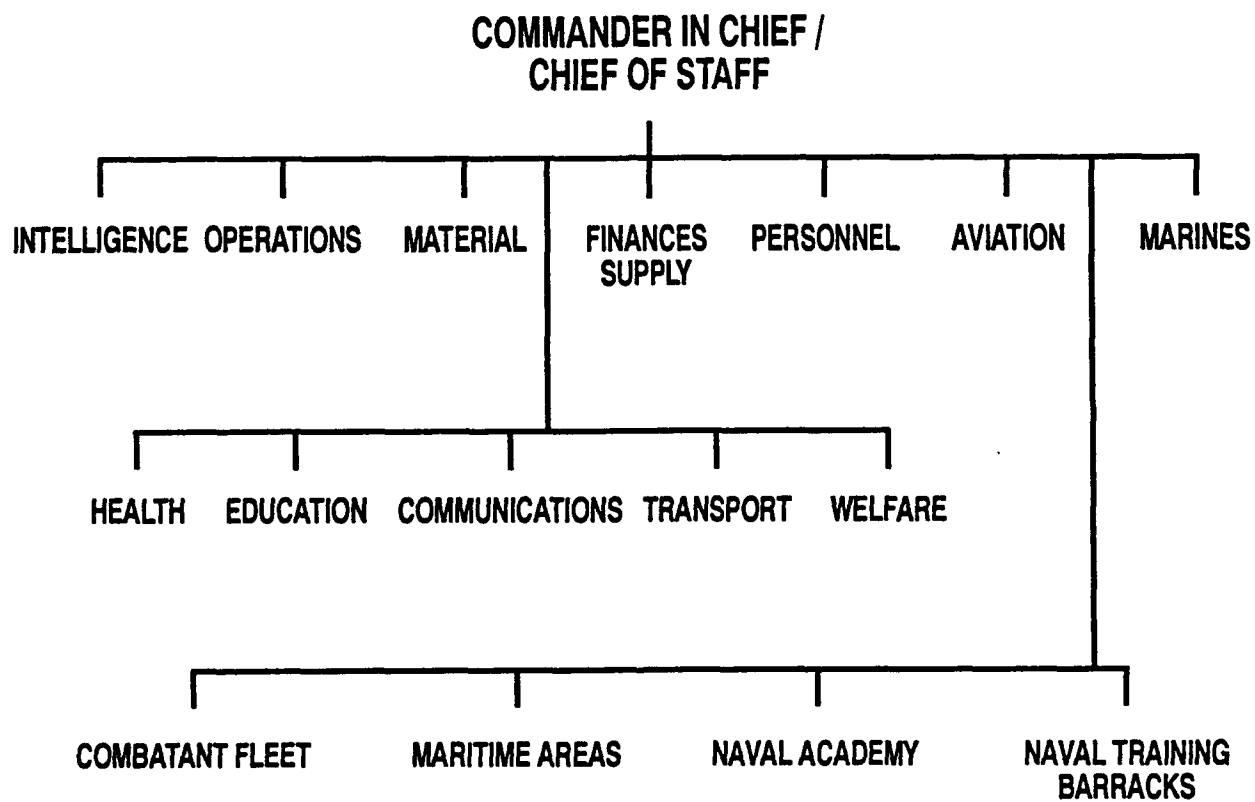 COMMANDER IN CHIEF /
CHIEF OF STAFF
INTELLIGENCE OPERATIONS MATERIAL FINANCES PERSONNEL AVIATION MARINES
SUPPLY
HEALTH EDUCATION COMMUNICATIONS TRANSPORT WELFARE
COMBATANT FLEET MARITIME AREAS NAVAL ACADEMY NAVAL TRAINING
BARRACKS